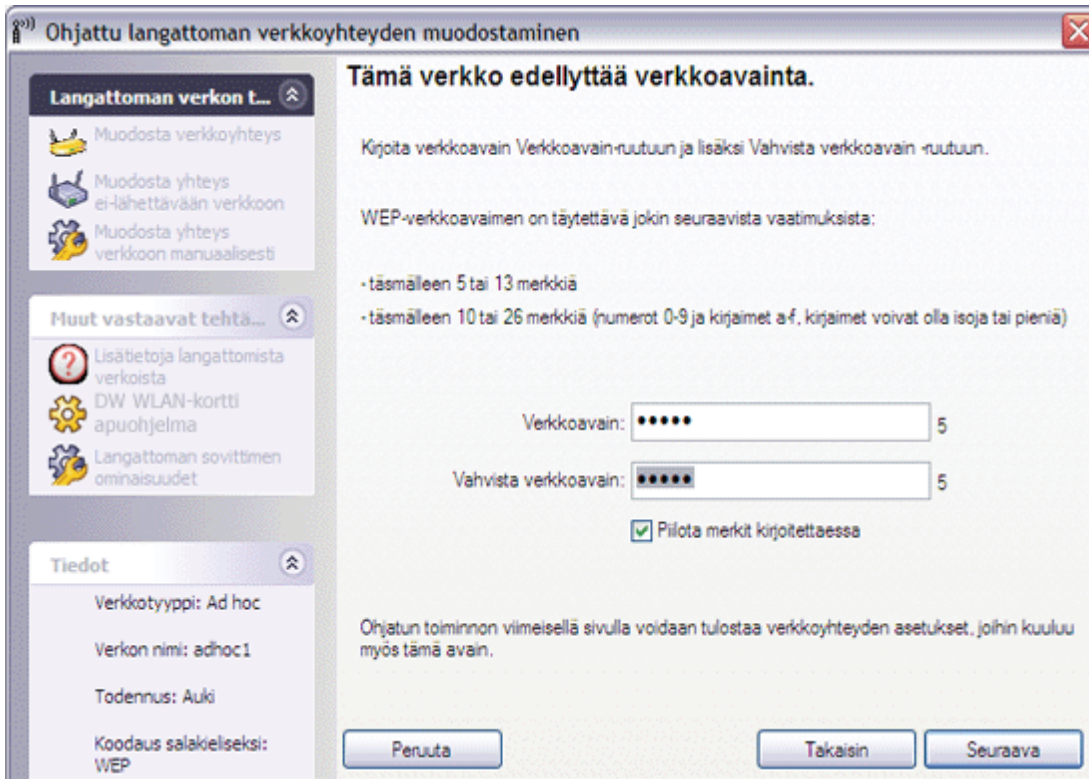 Ohjattu langattoman verkkoyhteyden muodostaminen
Langattoman verkon t...
Muodosta verkkoyhteys
Muodosta yhteys
ei-lähettävään verkkoon
Muodosta yhteys
verkkoon manuaalisesti
Muut vastaavat tehtä...
Lisätietoja langattomista
verkoista
DW WLAN-kortti
apuohjelma
Langattoman sovittimen
ominaisuudet
Tiedot
Verkkotyyppi: Ad hoc
Verkon nimi: adhoc1
Todennus: Auki
Koodaus salakieliseksi:
WEP
Tämä verkko edellyttää verkkoavainta.
Kirjoita verkkoavain Verkkoavain-ruutuun ja lisäksi Vahvista verkkoavain -ruutuun.
WEP-verkkoavaimen on täytettävä jokin seuraavista vaatimuksista:
- täsmälleen 5 tai 13 merkkiä
- täsmälleen 10 tai 26 merkkiä (numerot 0-9 ja kirjaimet a-f, kirjaimet voivat olla isoja tai pieniä)
Verkkoavain: ••••• 5
Vahvista verkkoavain: ••••• 5
Piilota merkit kirjoitettaessa
Ohjatun toiminnon viimeisellä sivulla voidaan tulostaa verkkoyhteyden asetukset, joihin kuuluu
myös tämä avain.
Peruuta
Takaisin
Seuraava